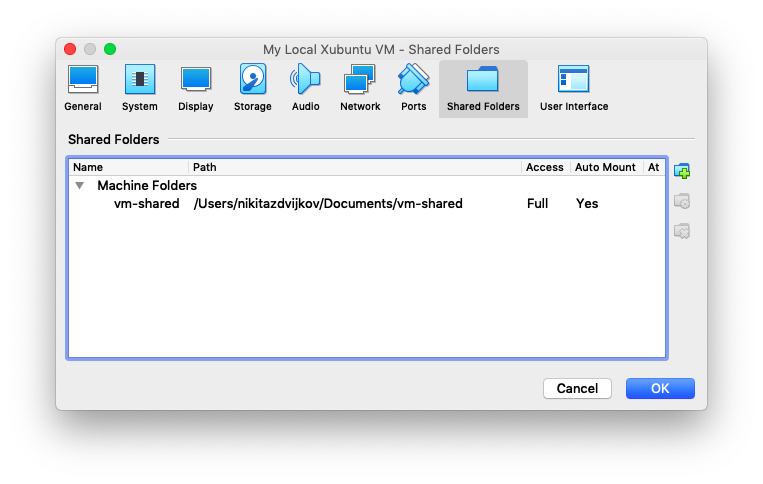 My Local Xubuntu VM - Shared Folders
General System Display Storage Audio Network Ports Shared Folders User Interface
Shared Folders
Name Path Access Auto Mount At
Machine Folders
vm-shared /Users/nikitazdvijkov/Documents/vm-shared Full Yes
Cancel OK